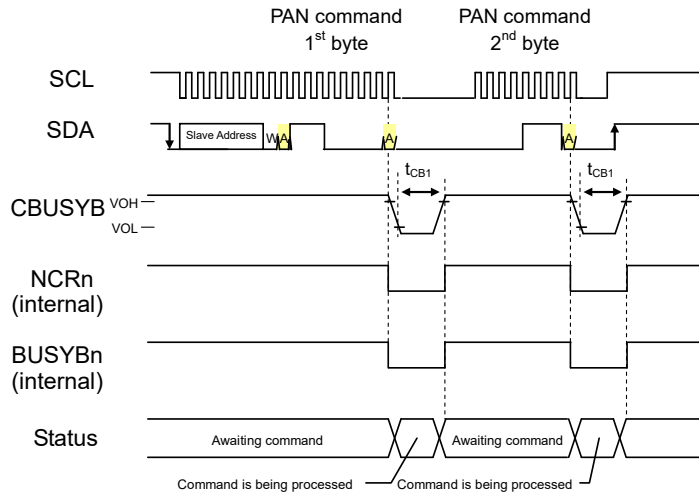 PAN command
1st byte
PAN command
2nd byte
SCL
SDA
Slave Address
W
A
A
A
tCB1
tCB1
CBUSYB
VOH
VOL
NCRn
(internal)
BUSYBn
(internal)
Status
Awaiting command
Awaiting command
Command is being processed
Command is being processed